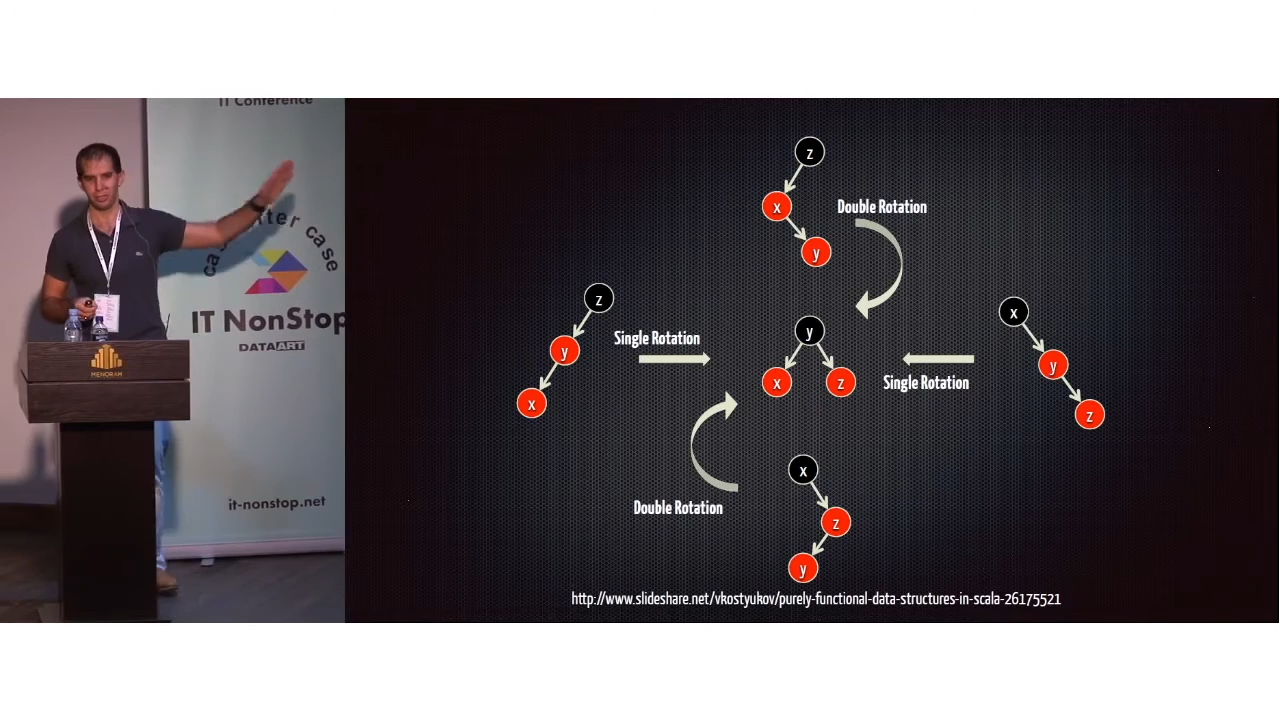 IT Conference
IT NonStop
DATAART
it-nonstop.net
MENORAH
z
x
Double Rotation
y
z
Single Rotation
y
x
y
x
z
x
Single Rotation
y
z
x
Double Rotation
z
y
http://www.slideshare.net/vkostyukov/purely-functional-data-structures-in-scala-26175521